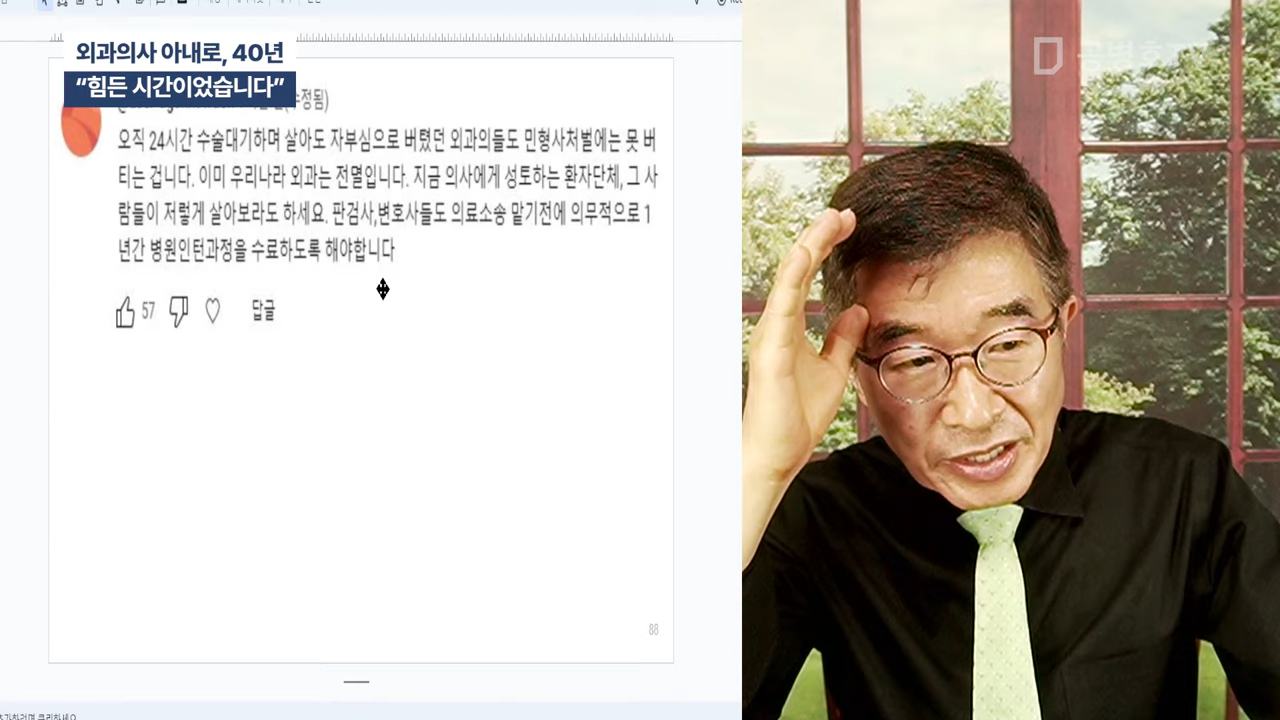 외과의사 아내로, 40년
“힘든 시간이었습니다”
오직 24시간 수술대기하며 살아도 자부심으로 버텼던 외과의들도 민형사처벌에는 못 버
티는 겁니다. 이미 우리나라 외과는 전멸입니다. 지금 의사에게 성토하는 환자단체, 그 사
람들이 저렇게 살아보라도 하세요. 판검사,변호사들도 의료소송 맡기전에 의무적으로 1
년간 병원인턴과정을 수료하도록 해야합니다
57 답글
88